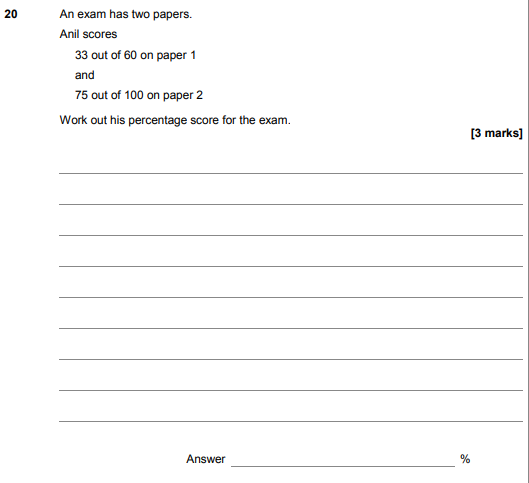 20 An exam has two papers.
Anil scores
33 out of 60 on paper 1
and
75 out of 100 on paper 2
Work out his percentage score for the exam.
[3 marks]
Answer %